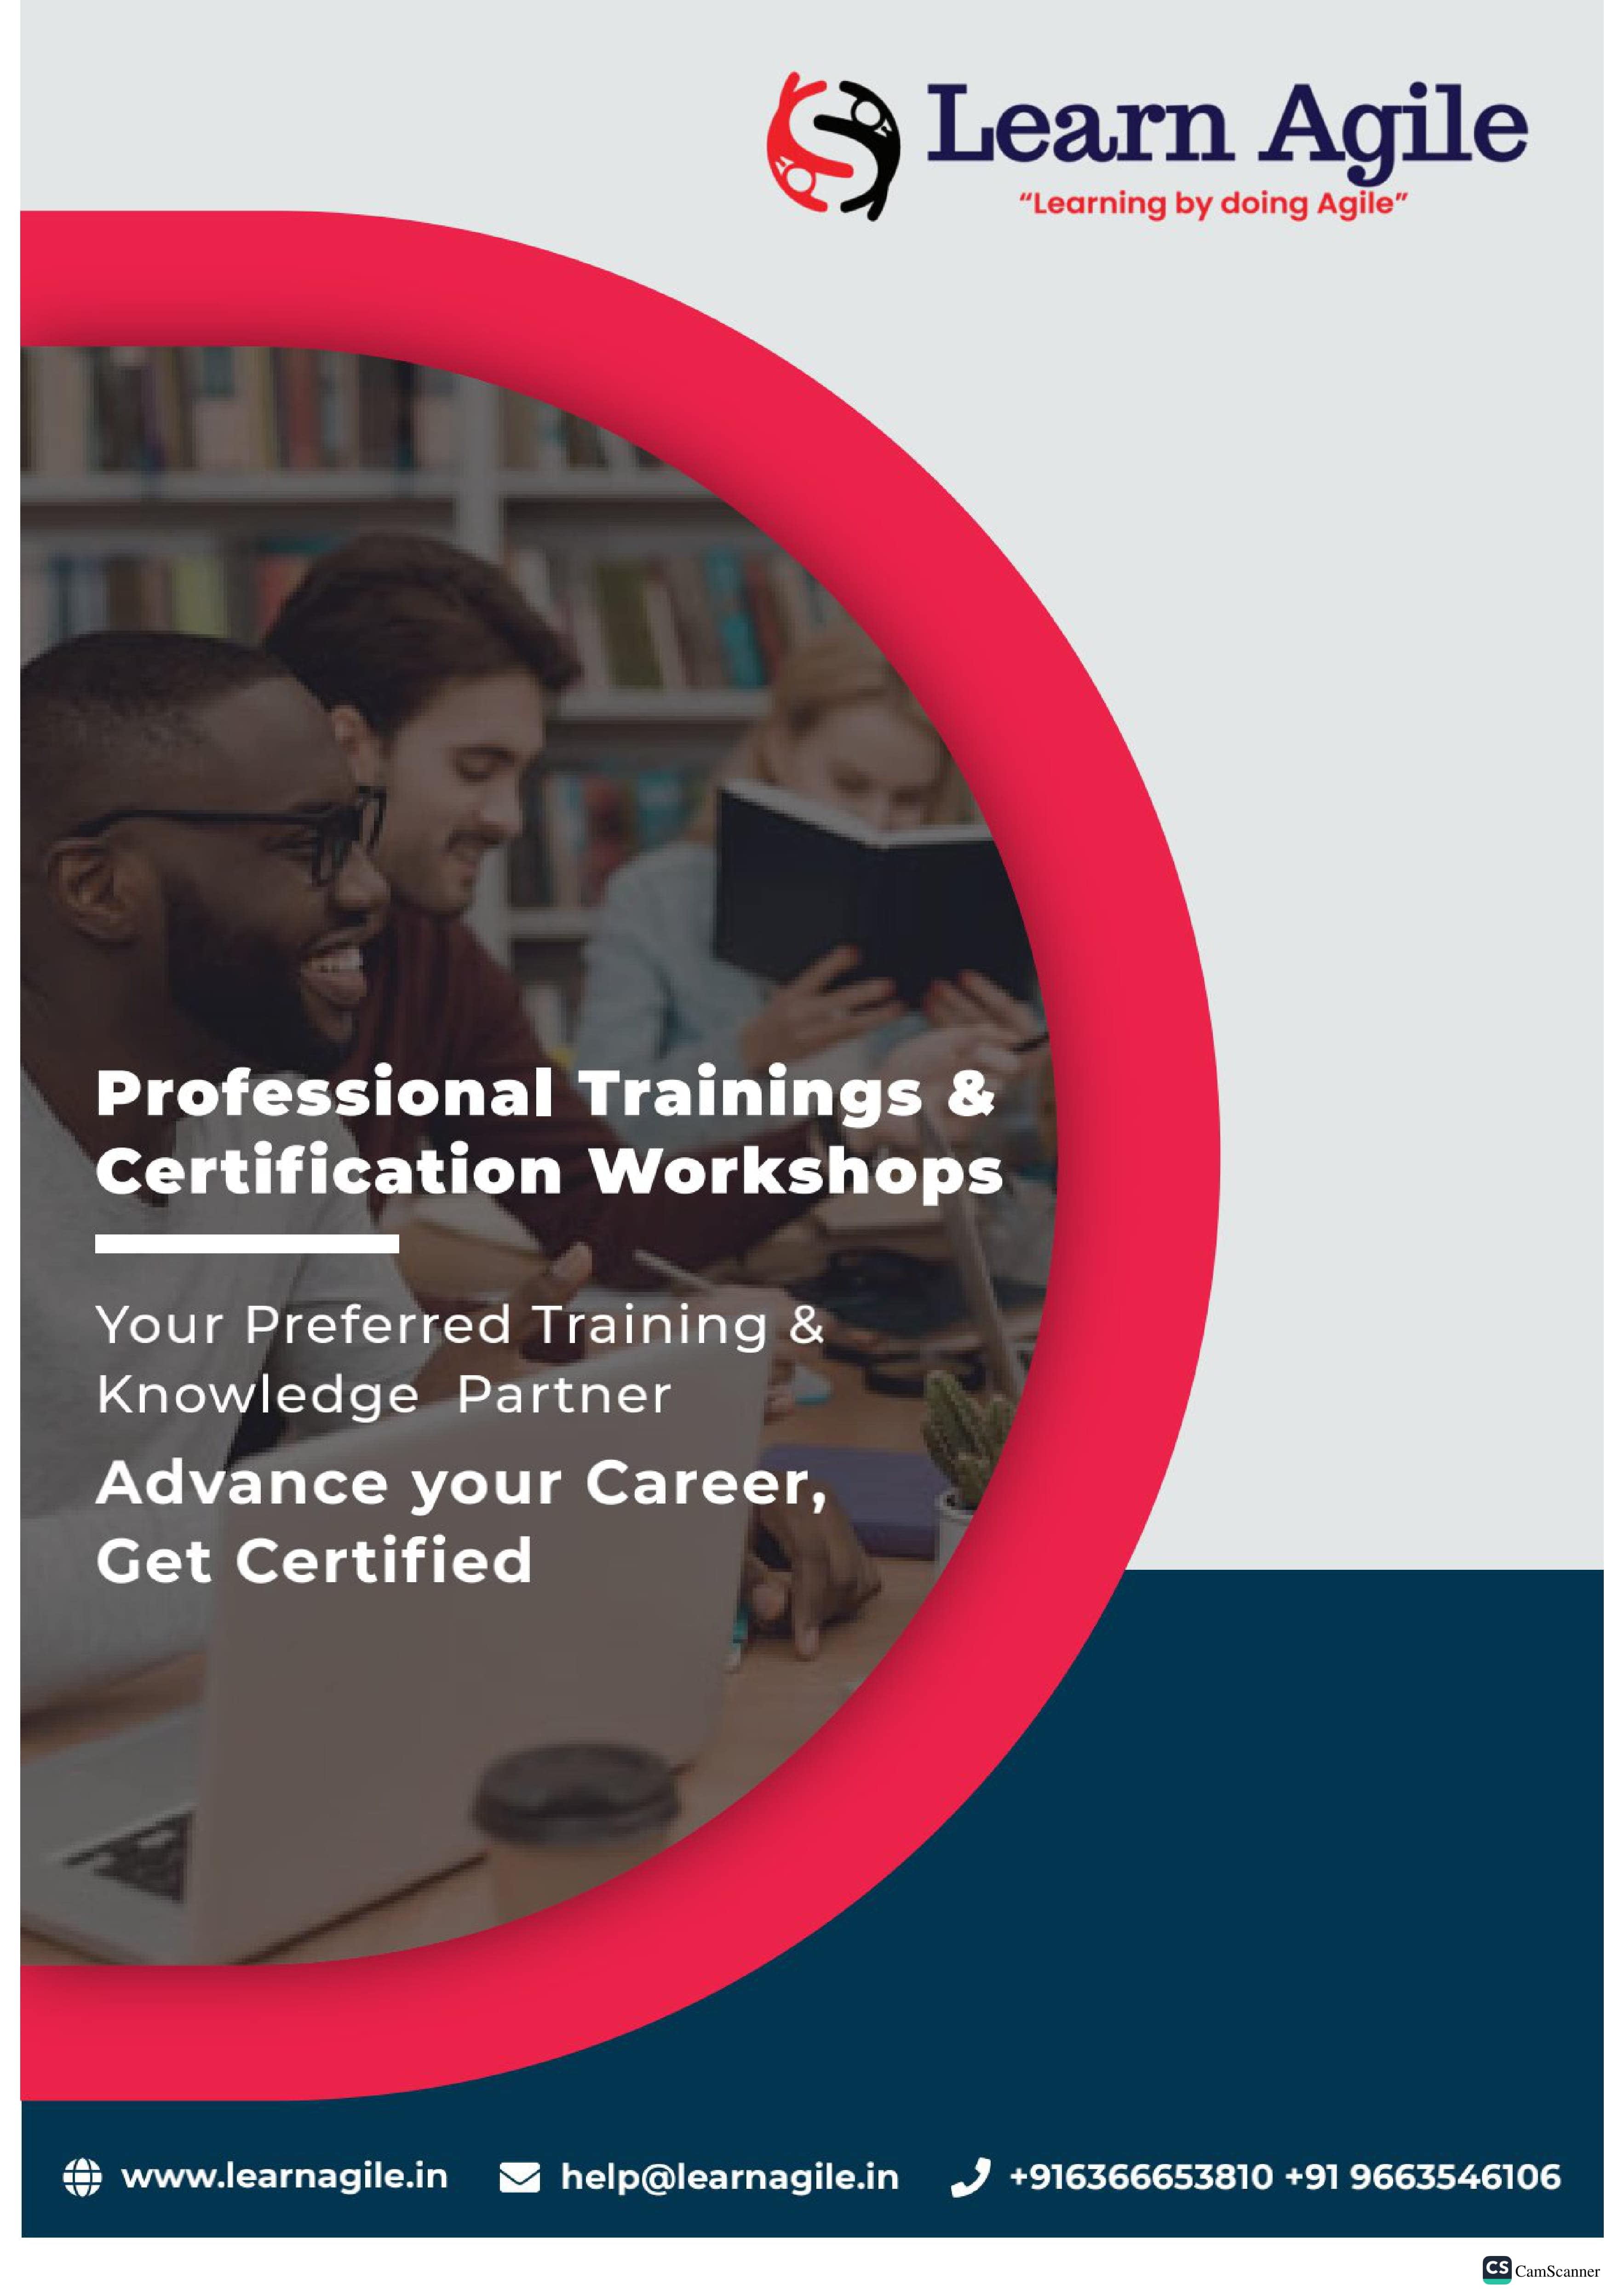 Learn Agile
“Learning by doing Agile”
Professional Trainings &
Certification Workshops
Your Preferred Training &
Knowledge Partner
Advance your Career,
Get Certified
www.learnagile.in help@learnagile.in +916366653810 +91 9663546106
CS CamScanner